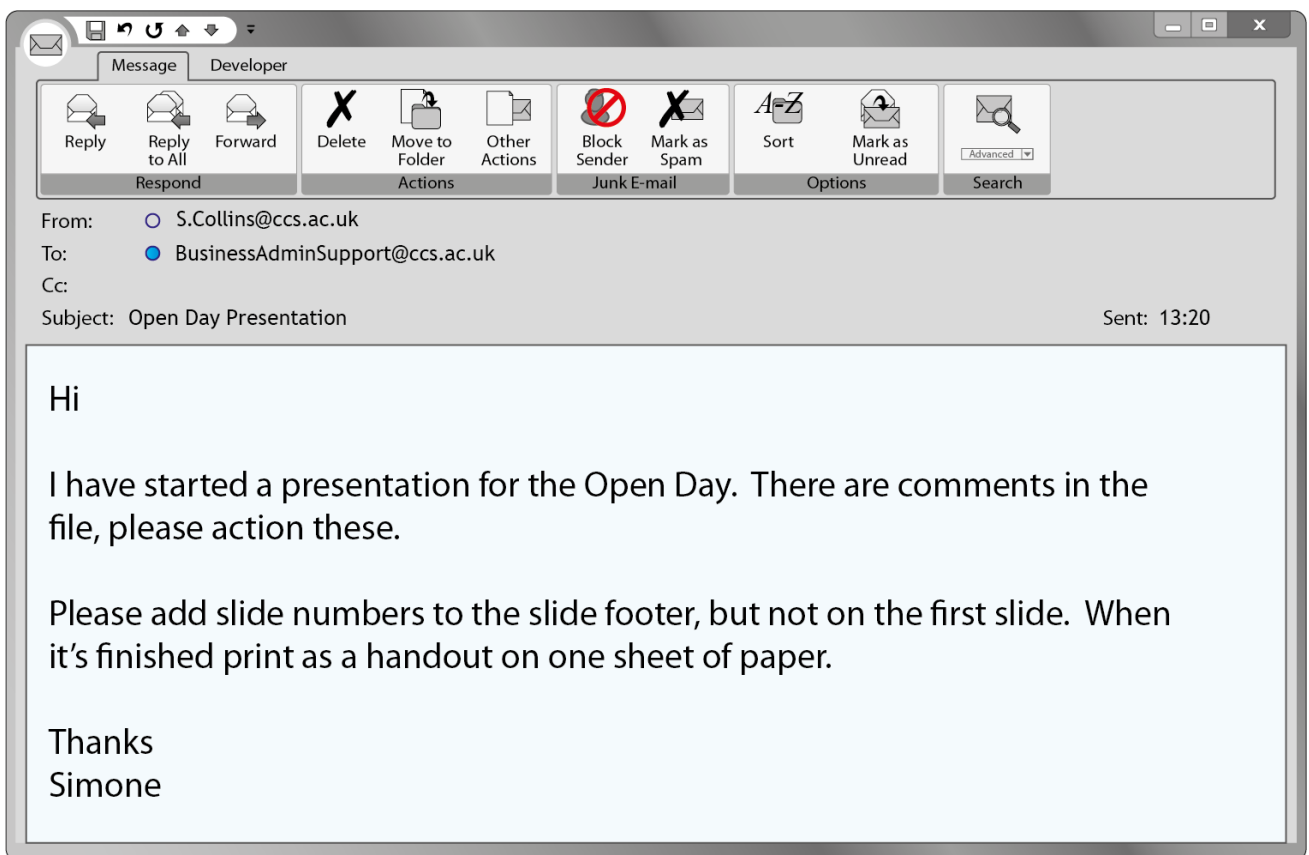 Message Developer
Reply Reply to All Forward Delete Move to Folder Other Actions Block Sender Mark as Spam A-Z Sort Mark as Unread Advanced
Respond Actions Junk E-mail Options Search
From: S.Collins@ccs.ac.uk
To: BusinessAdminSupport@ccs.ac.uk
Cc:
Subject: Open Day Presentation Sent: 13:20
Hi
I have started a presentation for the Open Day. There are comments in the
file, please action these.
Please add slide numbers to the slide footer, but not on the first slide. When
it’s finished print as a handout on one sheet of paper.
Thanks
Simone